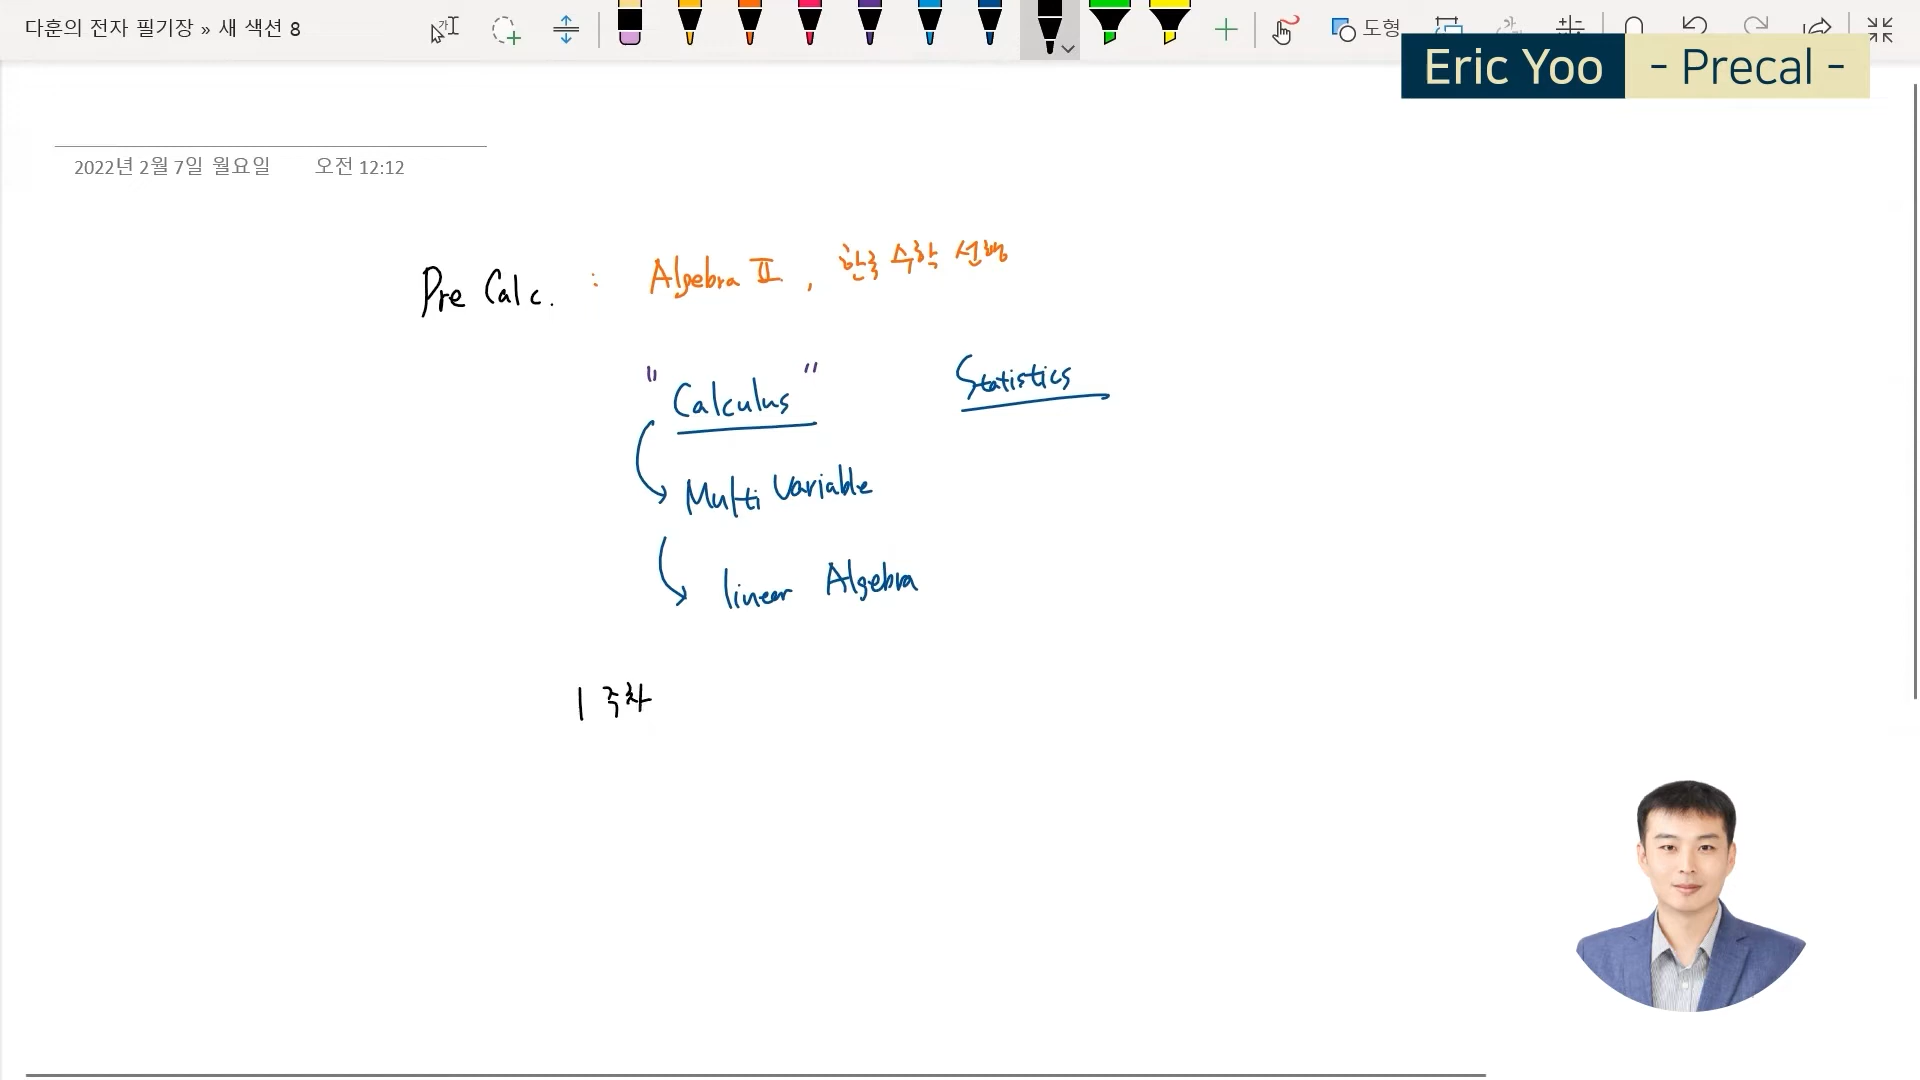 다훈의 전자 필기장 » 새 색션 8
도형
Eric Yoo - Precal -
2022년 2월 7일 월요일 오전 12:12
Pre Calc. : Algebra II , 한국 수학 선행
"Calculus" Statistics
Multi Variable
linear Algebra
1 주차